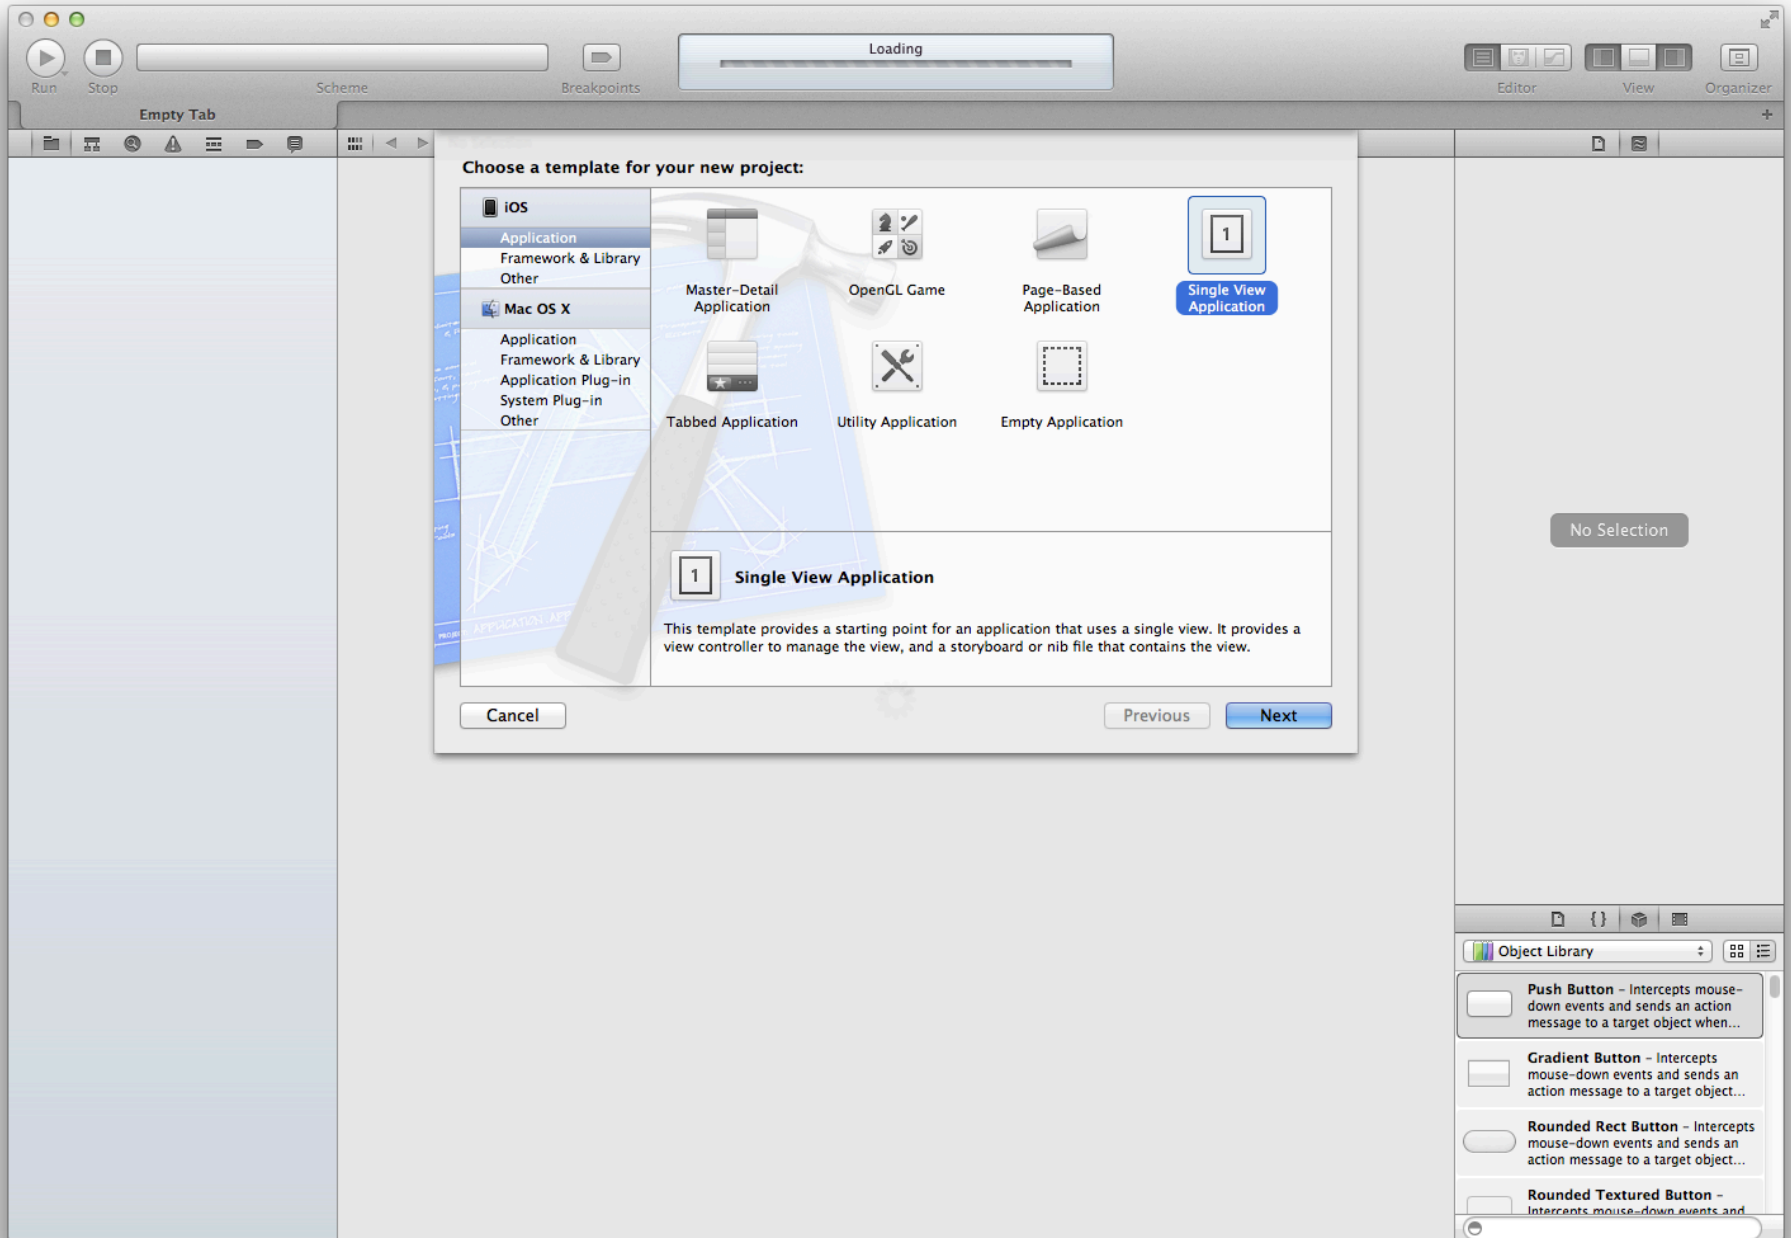 Loading
Run
Stop
Scheme
Breakpoints
Editor
View
Organizer
Empty Tab
Choose a template for your new project:
iOS
Application
Framework & Library
Other
Mac OS X
Application
Framework & Library
Application Plug-in
System Plug-in
Other
Master-Detail
Application
OpenGL Game
Page-Based
Application
1
Single View
Application
Tabbed Application
Utility Application
Empty Application
1
Single View Application
This template provides a starting point for an application that uses a single view. It provides a
view controller to manage the view, and a storyboard or nib file that contains the view.
Cancel
Previous
Next
No Selection
{}
Object Library
Push Button – Intercepts mouse-
down events and sends an action
message to a target object when...
Gradient Button – Intercepts
mouse-down events and sends an
action message to a target object...
Rounded Rect Button – Intercepts
mouse-down events and sends an
action message to a target object...
Rounded Textured Button –
Intercepts mouse-down events and